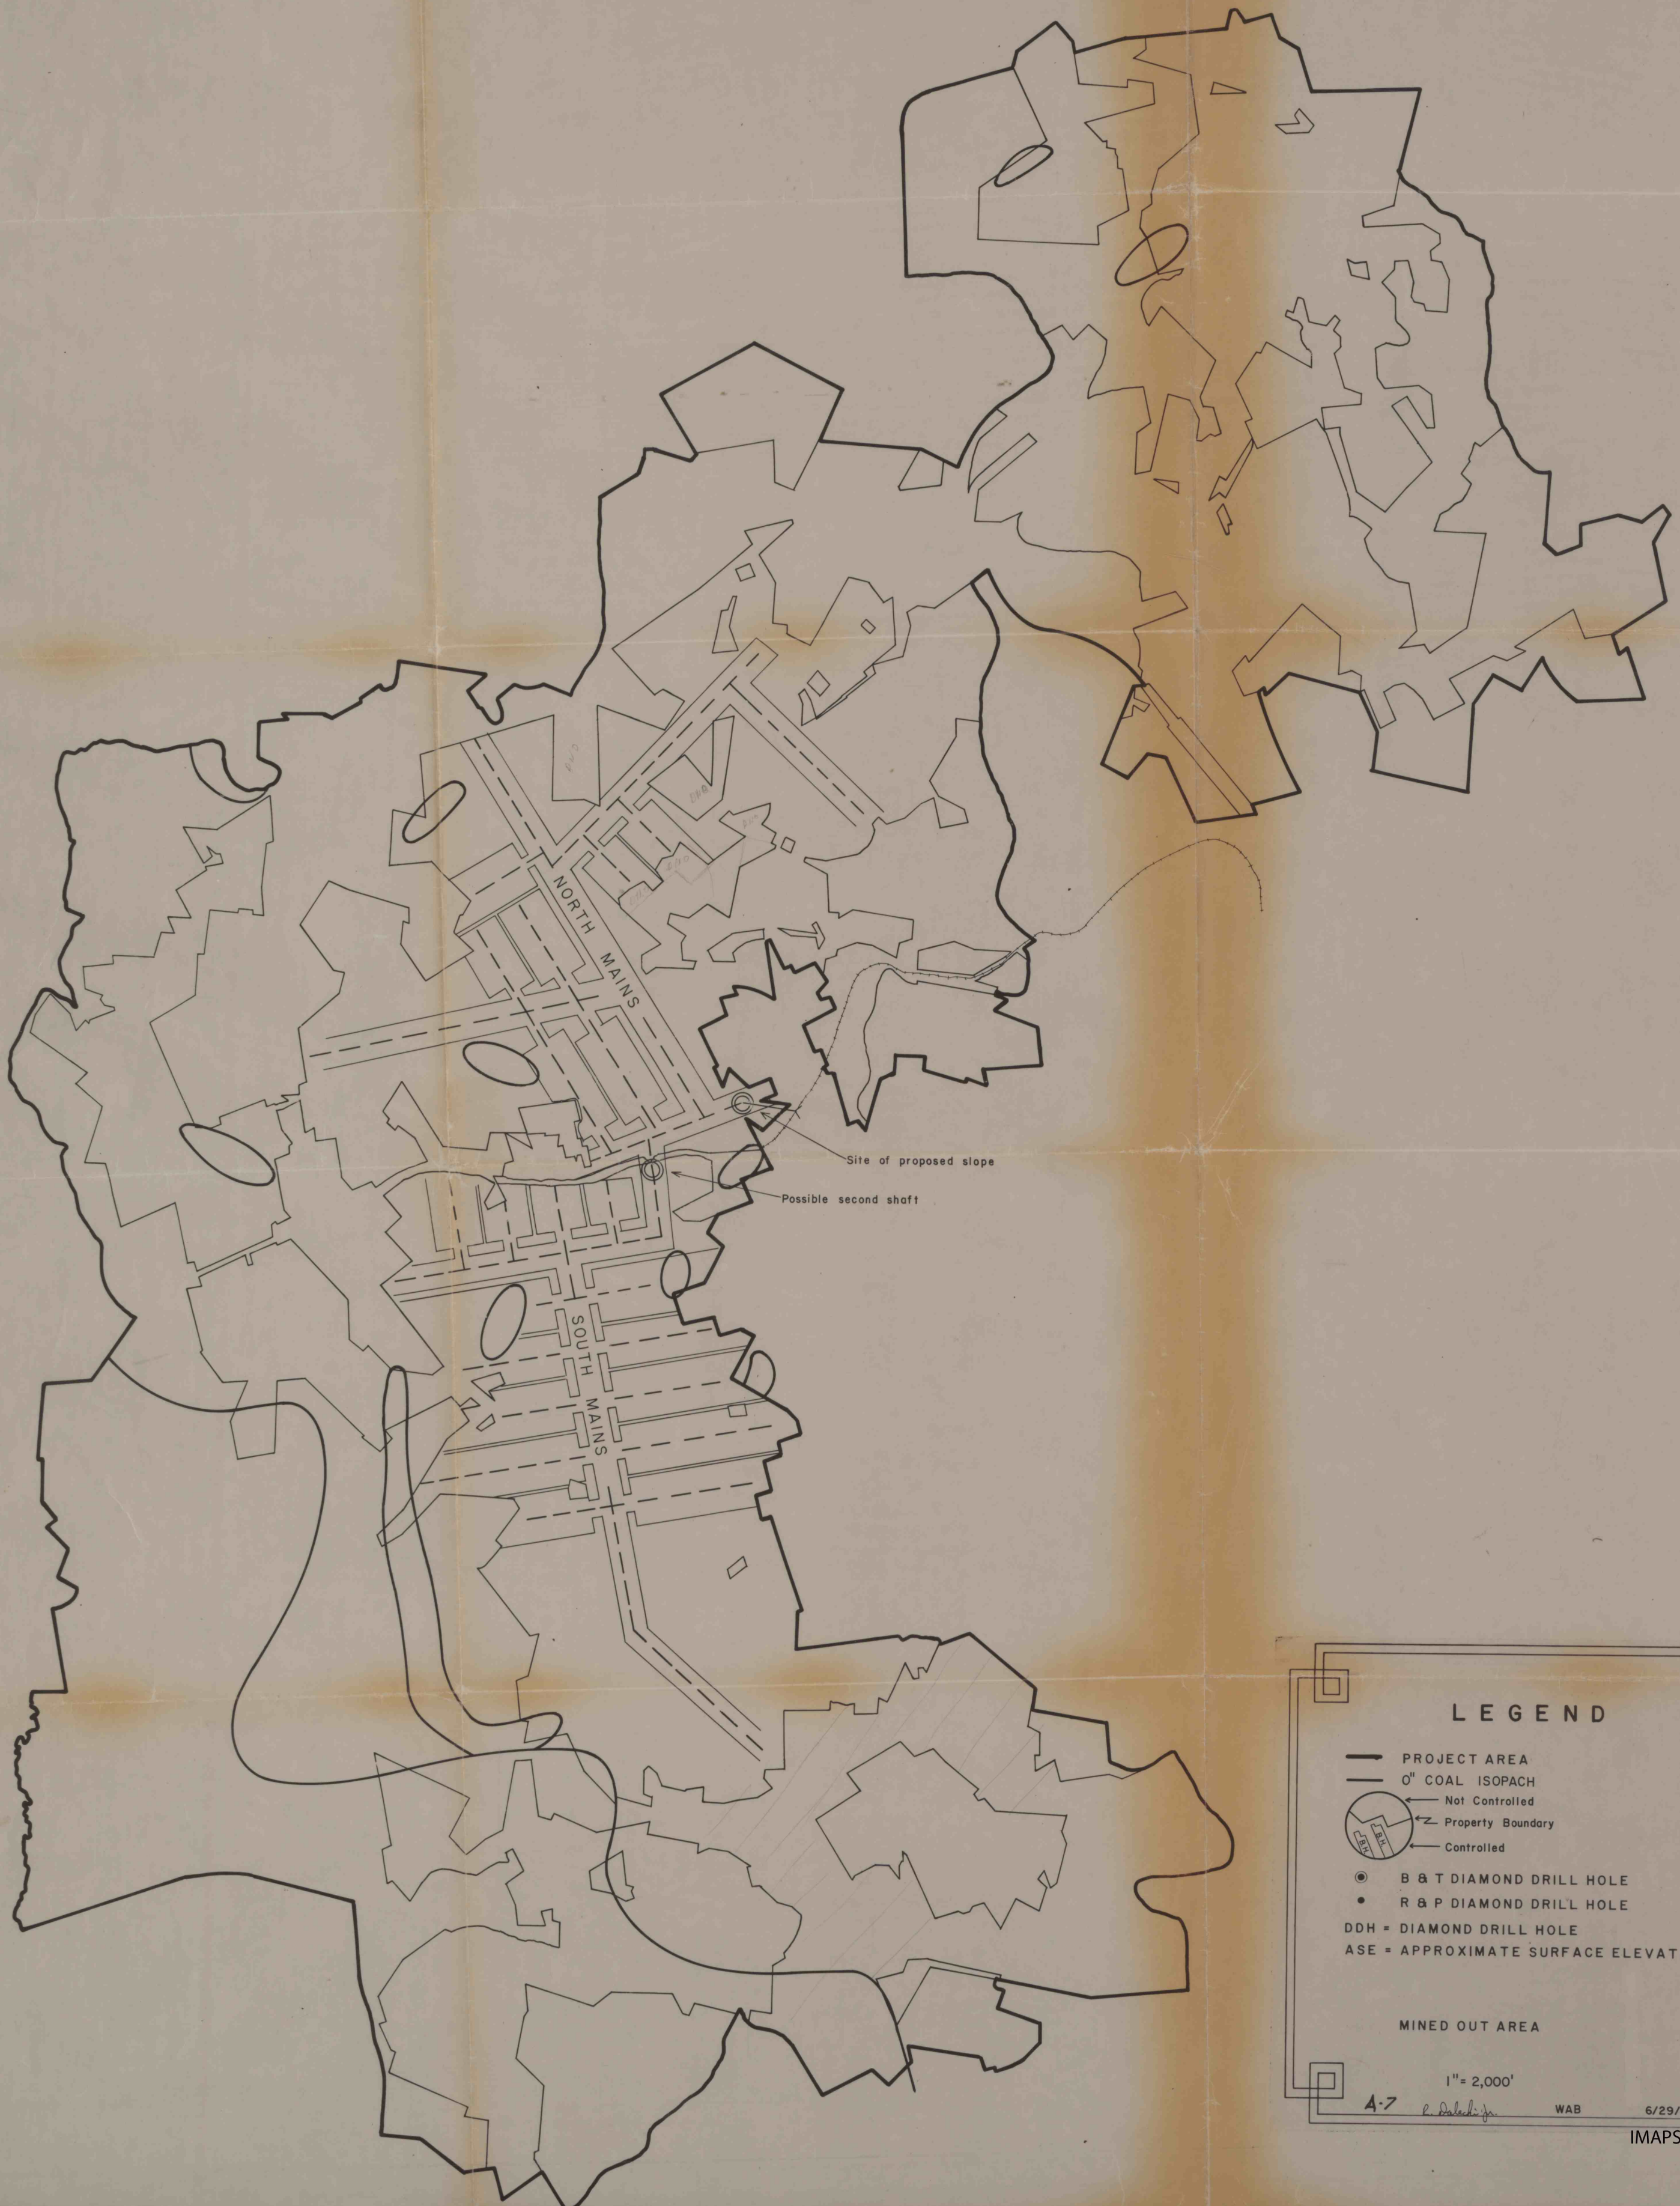 NORTH MAINS
Site of proposed slope
Possible second shaft
SOUTH MAINS
LEGEND
PROJECT AREA
0" COAL ISOPACH
Not Controlled
Property Boundary
Controlled
B.H.
B.H.
B & T DIAMOND DRILL HOLE
R & P DIAMOND DRILL HOLE
DDH = DIAMOND DRILL HOLE
ASE = APPROXIMATE SURFACE ELEVAT
MINED OUT AREA
1" = 2,000'
A-7
WAB
6/29/
IMAPS